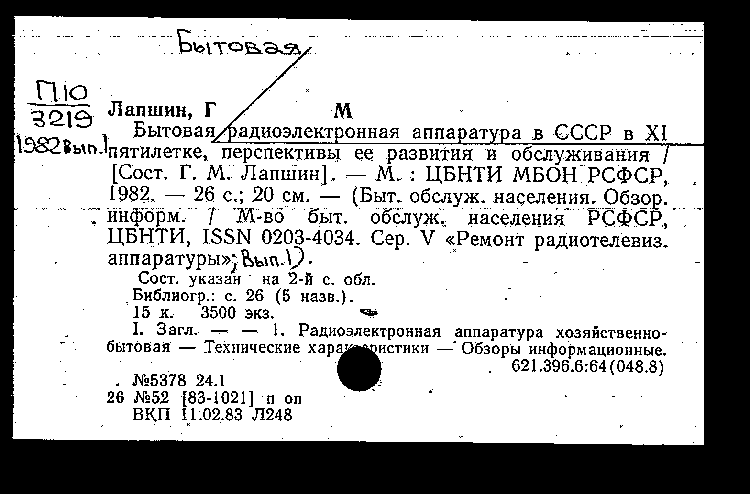 Бытовая
П10
3219
1982 Вып.1
Лапшин, Г М
Бытовая радиоэлектронная аппаратура в СССР в XI
пятилетке, перспективы ее развития и обслуживания /
[Сост. Г. М. Лапшин]. — М. : ЦБНТИ МБОН РСФСР,
1982. — 26 с.; 20 см. — (Быт. обслуж. населения. Обзор.
информ. / М-во быт. обслуж. населения РСФСР,
ЦБНТИ, ISSN 0203-4034. Сер. V «Ремонт радиотелевиз.
аппаратуры»; Вып.1).
Сост. указан на 2-й с. обл.
Библиогр.: с. 26 (5 назв.).
15 к. 3500 экз.
I. Загл. — — 1. Радиоэлектронная аппаратура хозяйственно-
бытовая — Технические характеристики — Обзоры информационные.
621.396.6:64(048.8)
№5378 24.1
26 №52 [83-1021] п оп
ВКП 11.02.83 Л248